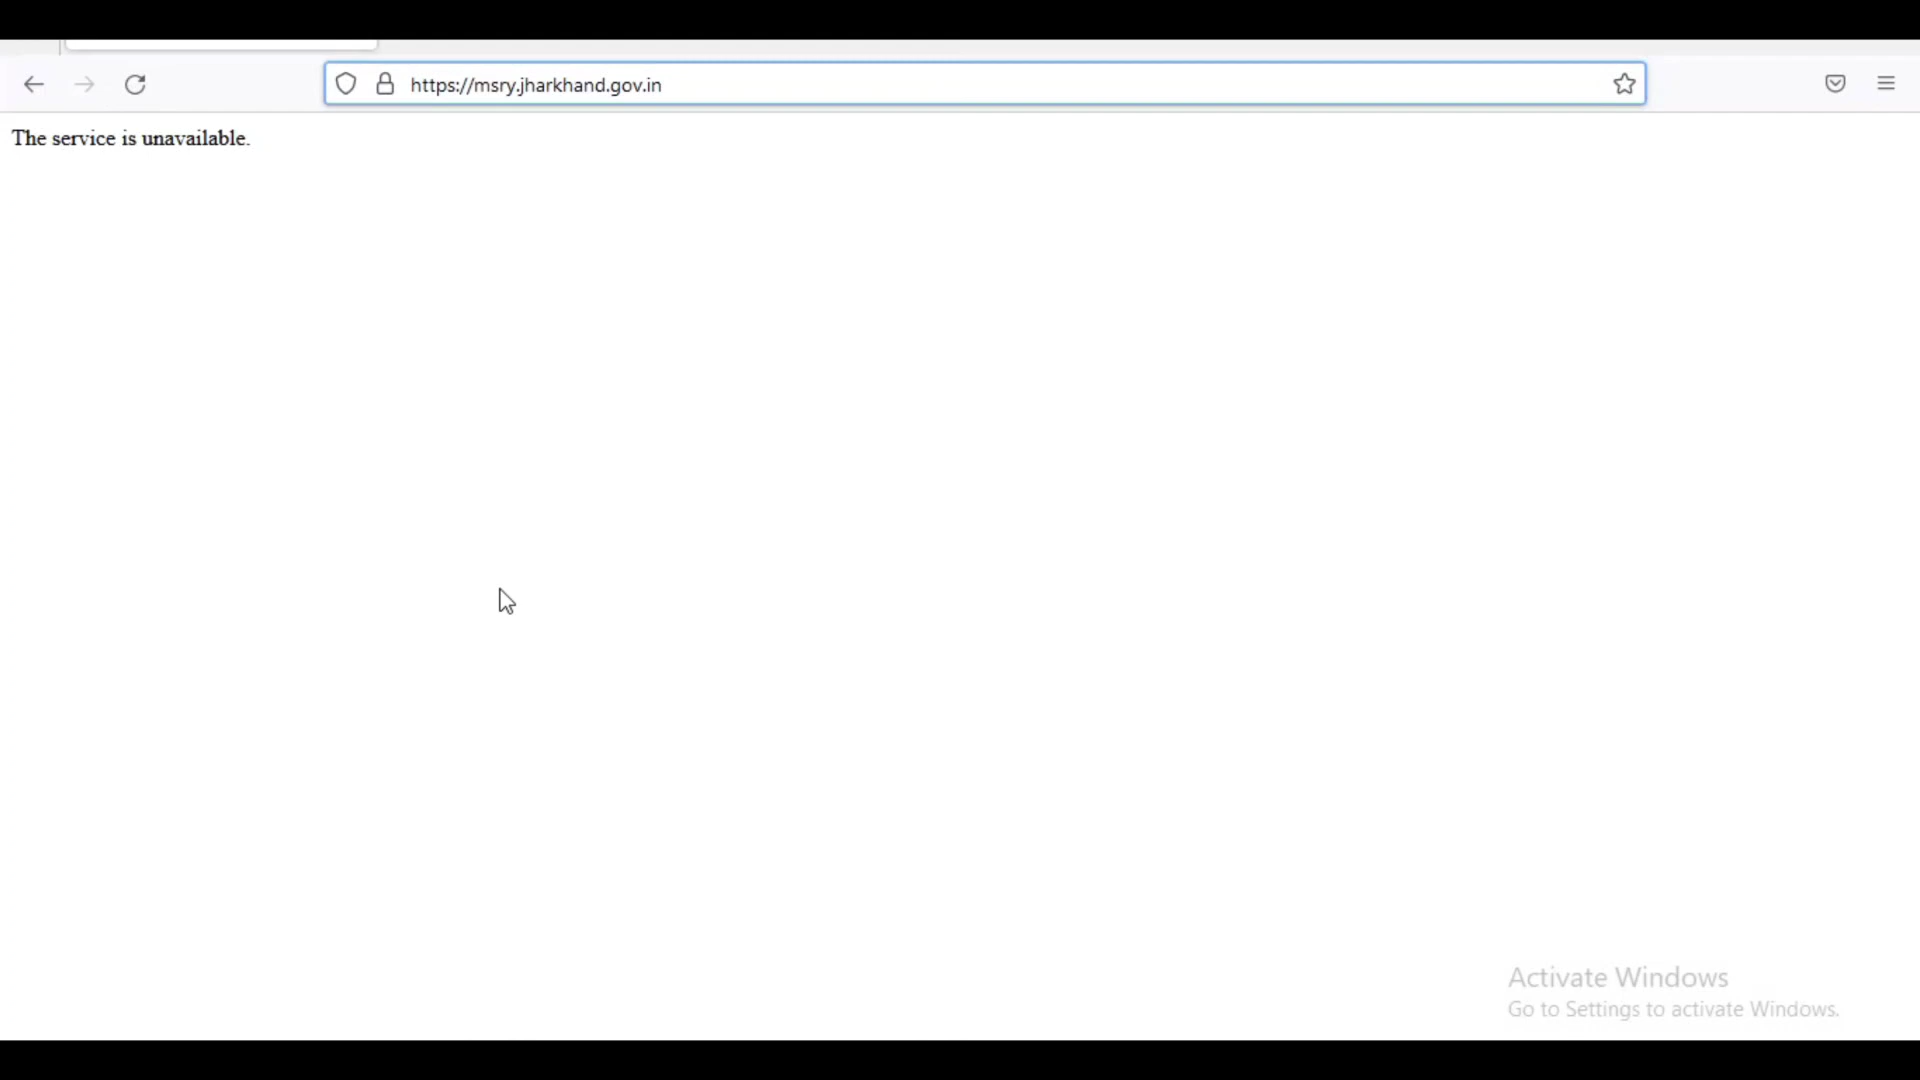 https://msry.jharkhand.gov.in
The service is unavailable.
Activate Windows
Go to Settings to activate Windows.